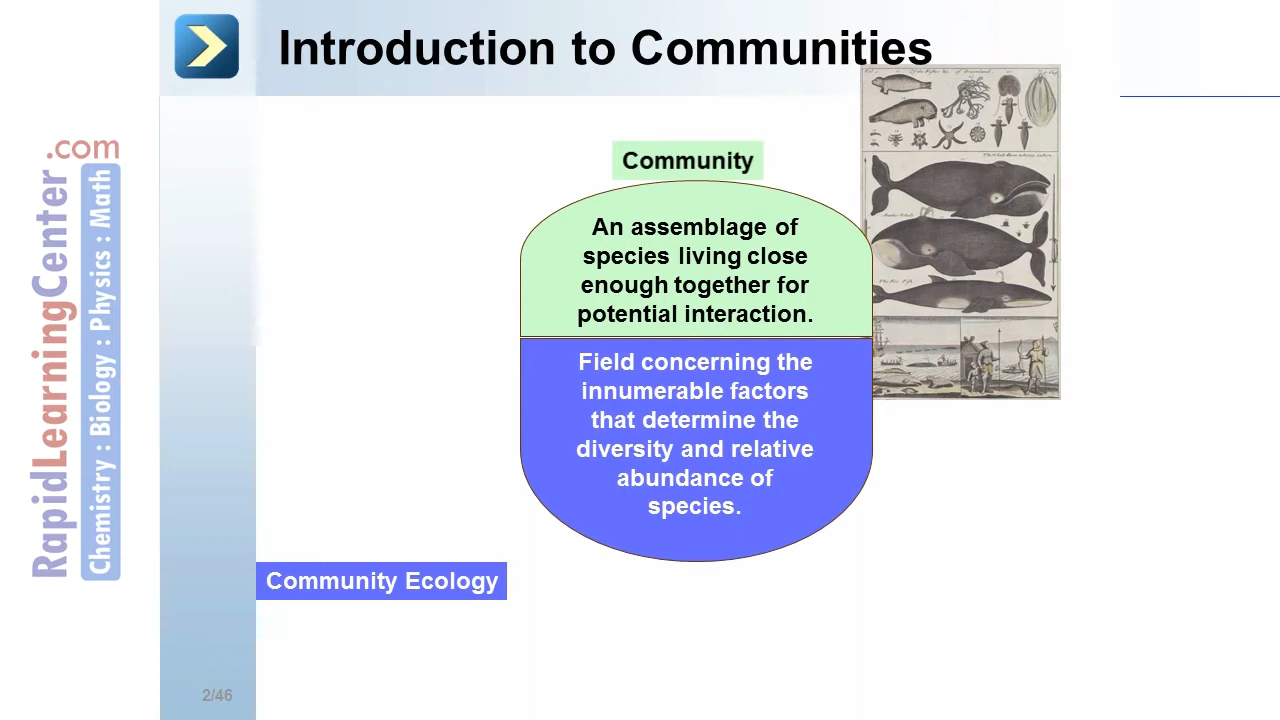 Introduction to Communities
RapidLearningCenter.com
Chemistry : Biology : Physics : Math
Community
An assemblage of
species living close
enough together for
potential interaction.
Field concerning the
innumerable factors
that determine the
diversity and relative
abundance of
species.
Community Ecology
2/46